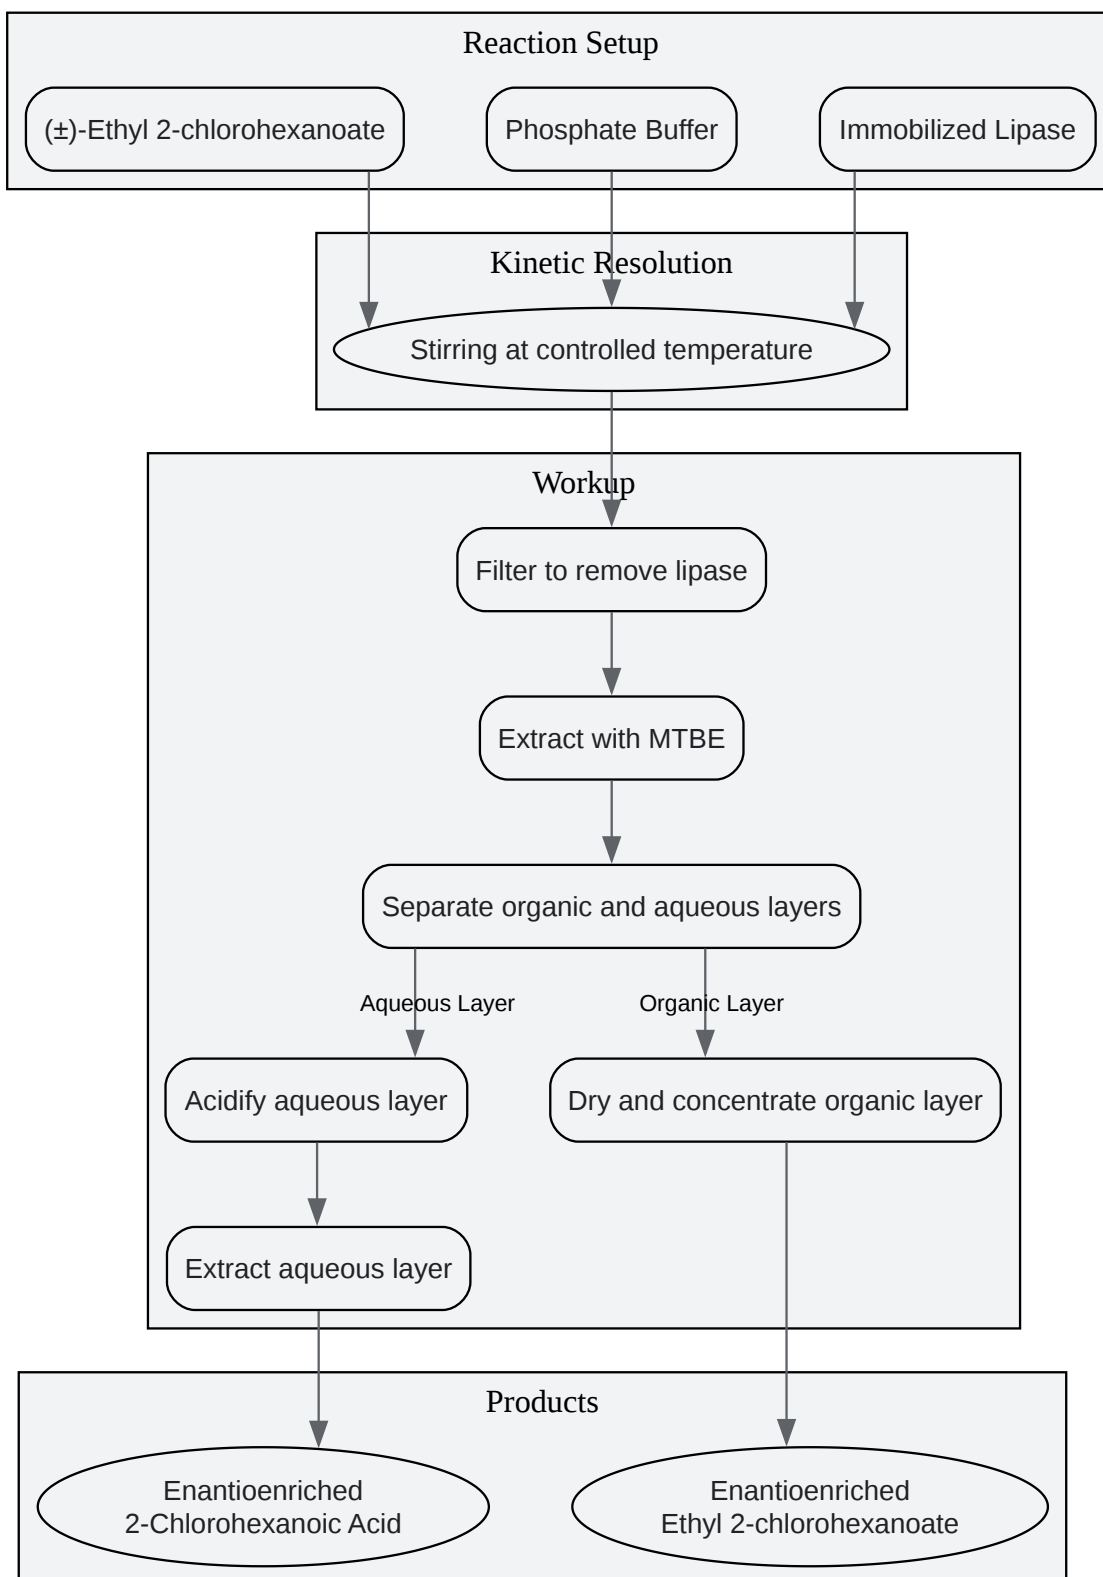 Reaction Setup
(±)-Ethyl 2-chlorohexanoate
Phosphate Buffer
Immobilized Lipase
Kinetic Resolution
Stirring at controlled temperature
Workup
Filter to remove lipase
Extract with MTBE
Separate organic and aqueous layers
Aqueous Layer
Organic Layer
Acidify aqueous layer
Dry and concentrate organic layer
Extract aqueous layer
Products
Enantioenriched
2-Chlorohexanoic Acid
Enantioenriched
Ethyl 2-chlorohexanoate